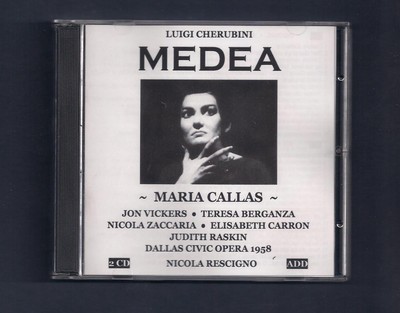 LUIGI CHERUBINI
MEDEA
~ MARIA CALLAS ~
JON VICKERS • TERESA BERGANZA
NICOLA ZACCARIA • ELISABETH CARRON
JUDITH RASKIN
DALLAS CIVIC OPERA 1958
2 CD NICOLA RESCIGNO ADD